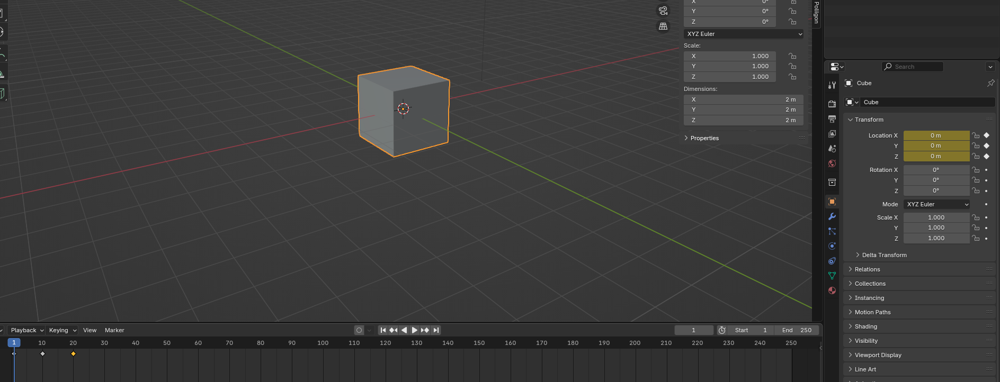 X 0°
Y 0°
Z 0°
XYZ Euler
Scale:
X 1.000
Y 1.000
Z 1.000
Dimensions:
X 2 m
Y 2 m
Z 2 m
Properties
Poliigon
Search
Cube
Cube
Transform
Location X 0 m
Y 0 m
Z 0 m
Rotation X 0°
Y 0°
Z 0°
Mode XYZ Euler
Scale X 1.000
Y 1.000
Z 1.000
Delta Transform
Relations
Collections
Instancing
Motion Paths
Shading
Visibility
Viewport Display
Line Art
Playback Keying View Marker 1 Start 1 End 250
1 10 20 30 40 50 60 70 80 90 100 110 120 130 140 150 160 170 180 190 200 210 220 230 240 250